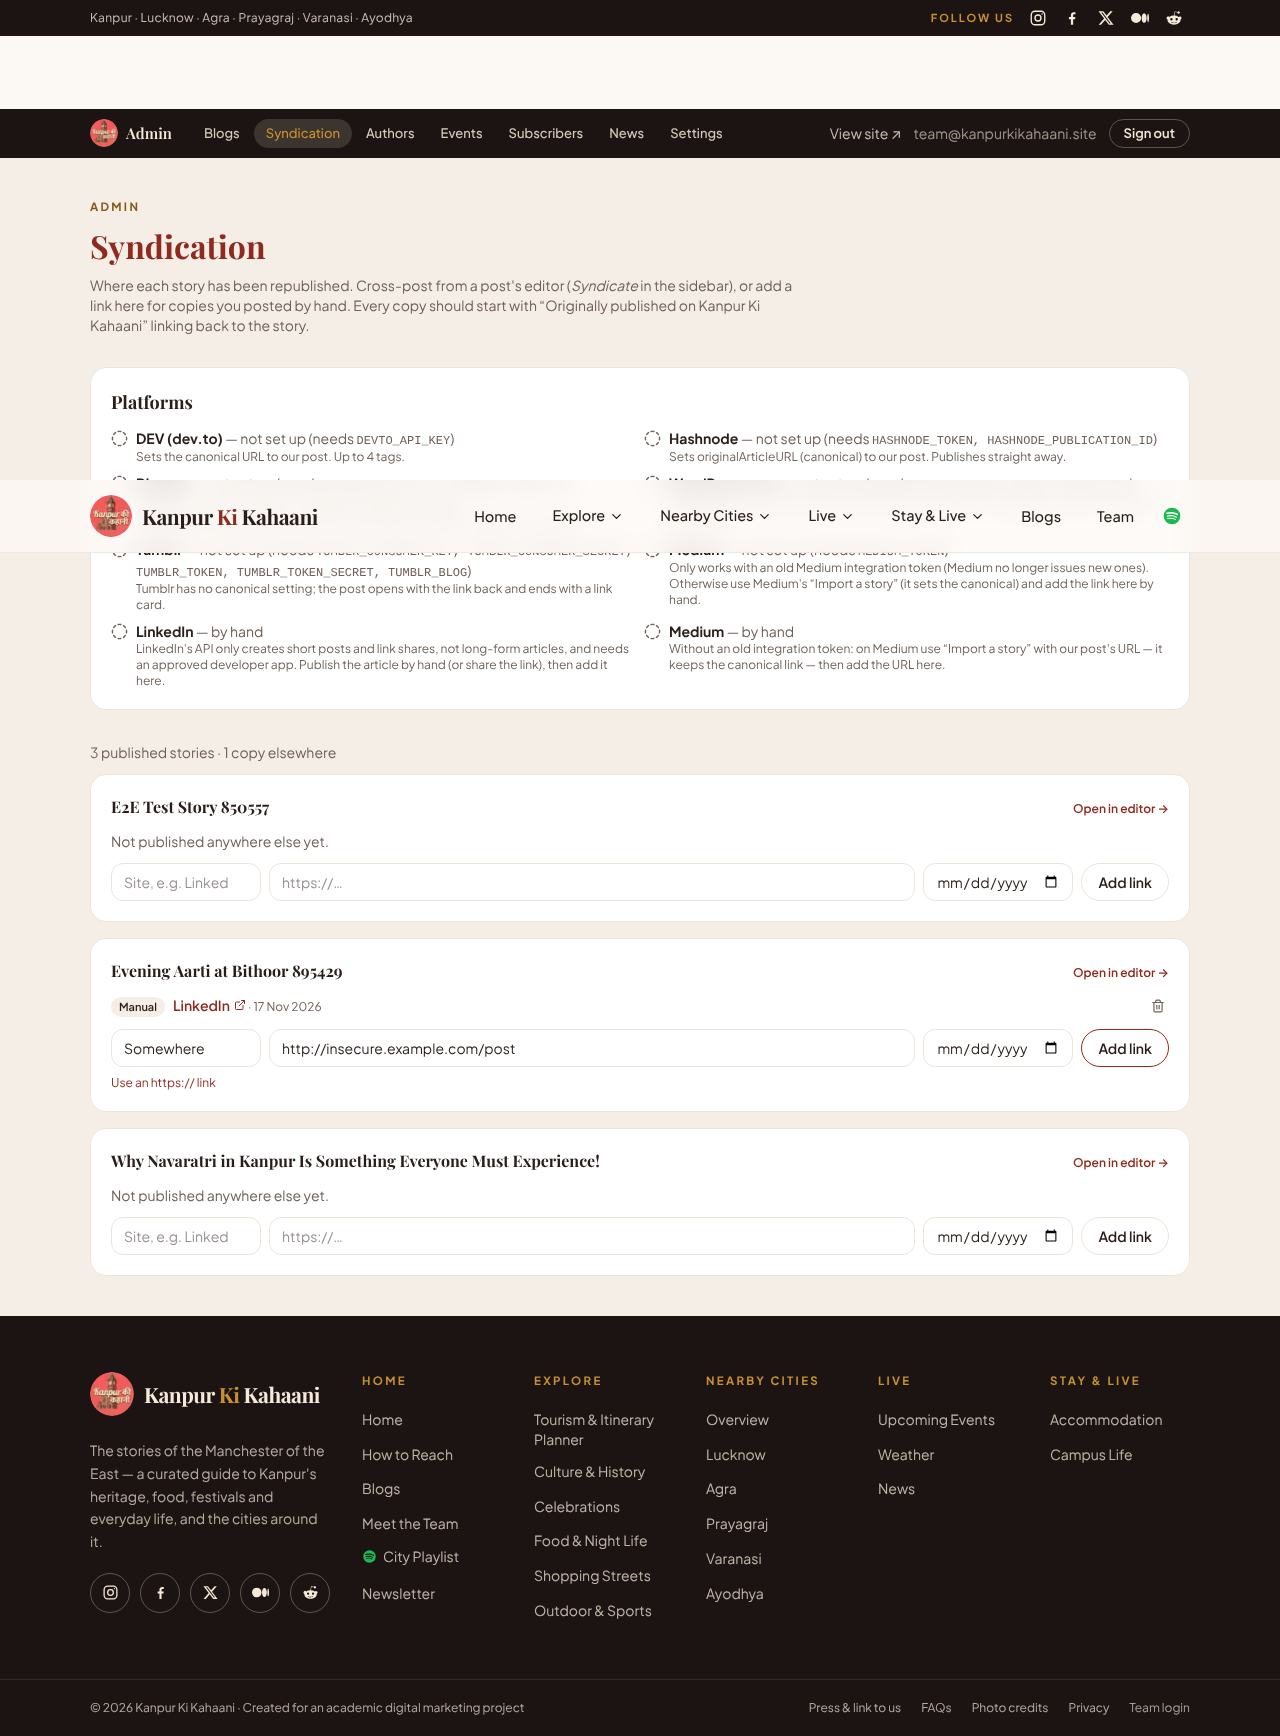 Kanpur · Lucknow · Agra · Prayagraj · Varanasi · Ayodhya
FOLLOW US
Admin
Blogs
Syndication
Authors
Events
Subscribers
News
Settings
View site ↗
team@kanpurkikahaani.site
Sign out
ADMIN
Syndication
Where each story has been republished. Cross-post from a post's editor (Syndicate in the sidebar), or add a
link here for copies you posted by hand. Every copy should start with “Originally published on Kanpur Ki
Kahaani” linking back to the story.
Platforms
DEV (dev.to) — not set up (needs DEVTO_API_KEY)
Sets the canonical URL to our post. Up to 4 tags.
Hashnode — not set up (needs HASHNODE_TOKEN, HASHNODE_PUBLICATION_ID)
Sets originalArticleURL (canonical) to our post. Publishes straight away.
Kanpur Ki Kahaani
Home
Explore
Nearby Cities
Live
Stay & Live
Blogs
Team
Tumblr — not set up (needs TUMBLR_CONSUMER_KEY, TUMBLR_CONSUMER_SECRET,
TUMBLR_TOKEN, TUMBLR_TOKEN_SECRET, TUMBLR_BLOG)
Tumblr has no canonical setting; the post opens with the link back and ends with a link
card.
Medium — not set up (needs MEDIUM_TOKEN)
Only works with an old Medium integration token (Medium no longer issues new ones).
Otherwise use Medium's “Import a story” (it sets the canonical) and add the link here by
hand.
LinkedIn — by hand
LinkedIn's API only creates short posts and link shares, not long-form articles, and needs
an approved developer app. Publish the article by hand (or share the link), then add it
here.
Medium — by hand
Without an old integration token: on Medium use “Import a story” with our post's URL — it
keeps the canonical link — then add the URL here.
3 published stories · 1 copy elsewhere
E2E Test Story 850557
Open in editor →
Not published anywhere else yet.
Site, e.g. Linked
https://…
mm/dd/yyyy
Add link
Evening Aarti at Bithoor 895429
Open in editor →
Manual LinkedIn · 17 Nov 2026
Somewhere
http://insecure.example.com/post
mm/dd/yyyy
Add link
Use an https:// link
Why Navaratri in Kanpur Is Something Everyone Must Experience!
Open in editor →
Not published anywhere else yet.
Site, e.g. Linked
https://…
mm/dd/yyyy
Add link
Kanpur Ki Kahaani
The stories of the Manchester of the
East — a curated guide to Kanpur's
heritage, food, festivals and
everyday life, and the cities around
it.
HOME
Home
How to Reach
Blogs
Meet the Team
City Playlist
Newsletter
EXPLORE
Tourism & Itinerary
Planner
Culture & History
Celebrations
Food & Night Life
Shopping Streets
Outdoor & Sports
NEARBY CITIES
Overview
Lucknow
Agra
Prayagraj
Varanasi
Ayodhya
LIVE
Upcoming Events
Weather
News
STAY & LIVE
Accommodation
Campus Life
© 2026 Kanpur Ki Kahaani · Created for an academic digital marketing project
Press & link to us
FAQs
Photo credits
Privacy
Team login